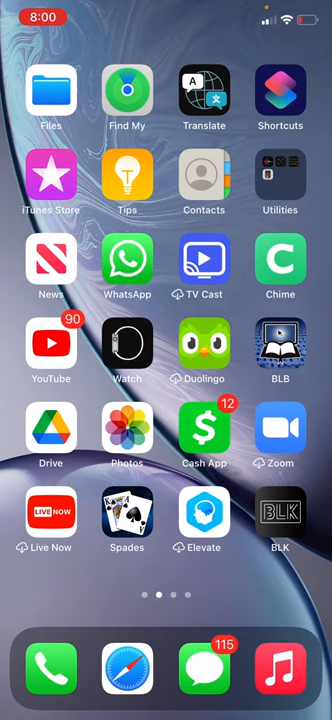 8:00
A 文
Files Find My Translate Shortcuts
T
iTunes Store Tips Contacts Utilities
C
News WhatsApp TV Cast Chime
90
YouTube Watch Duolingo BLB
12
$
Drive Photos Cash App Zoom
LIVE NOW K A BLK
Live Now Spades Elevate BLK
115